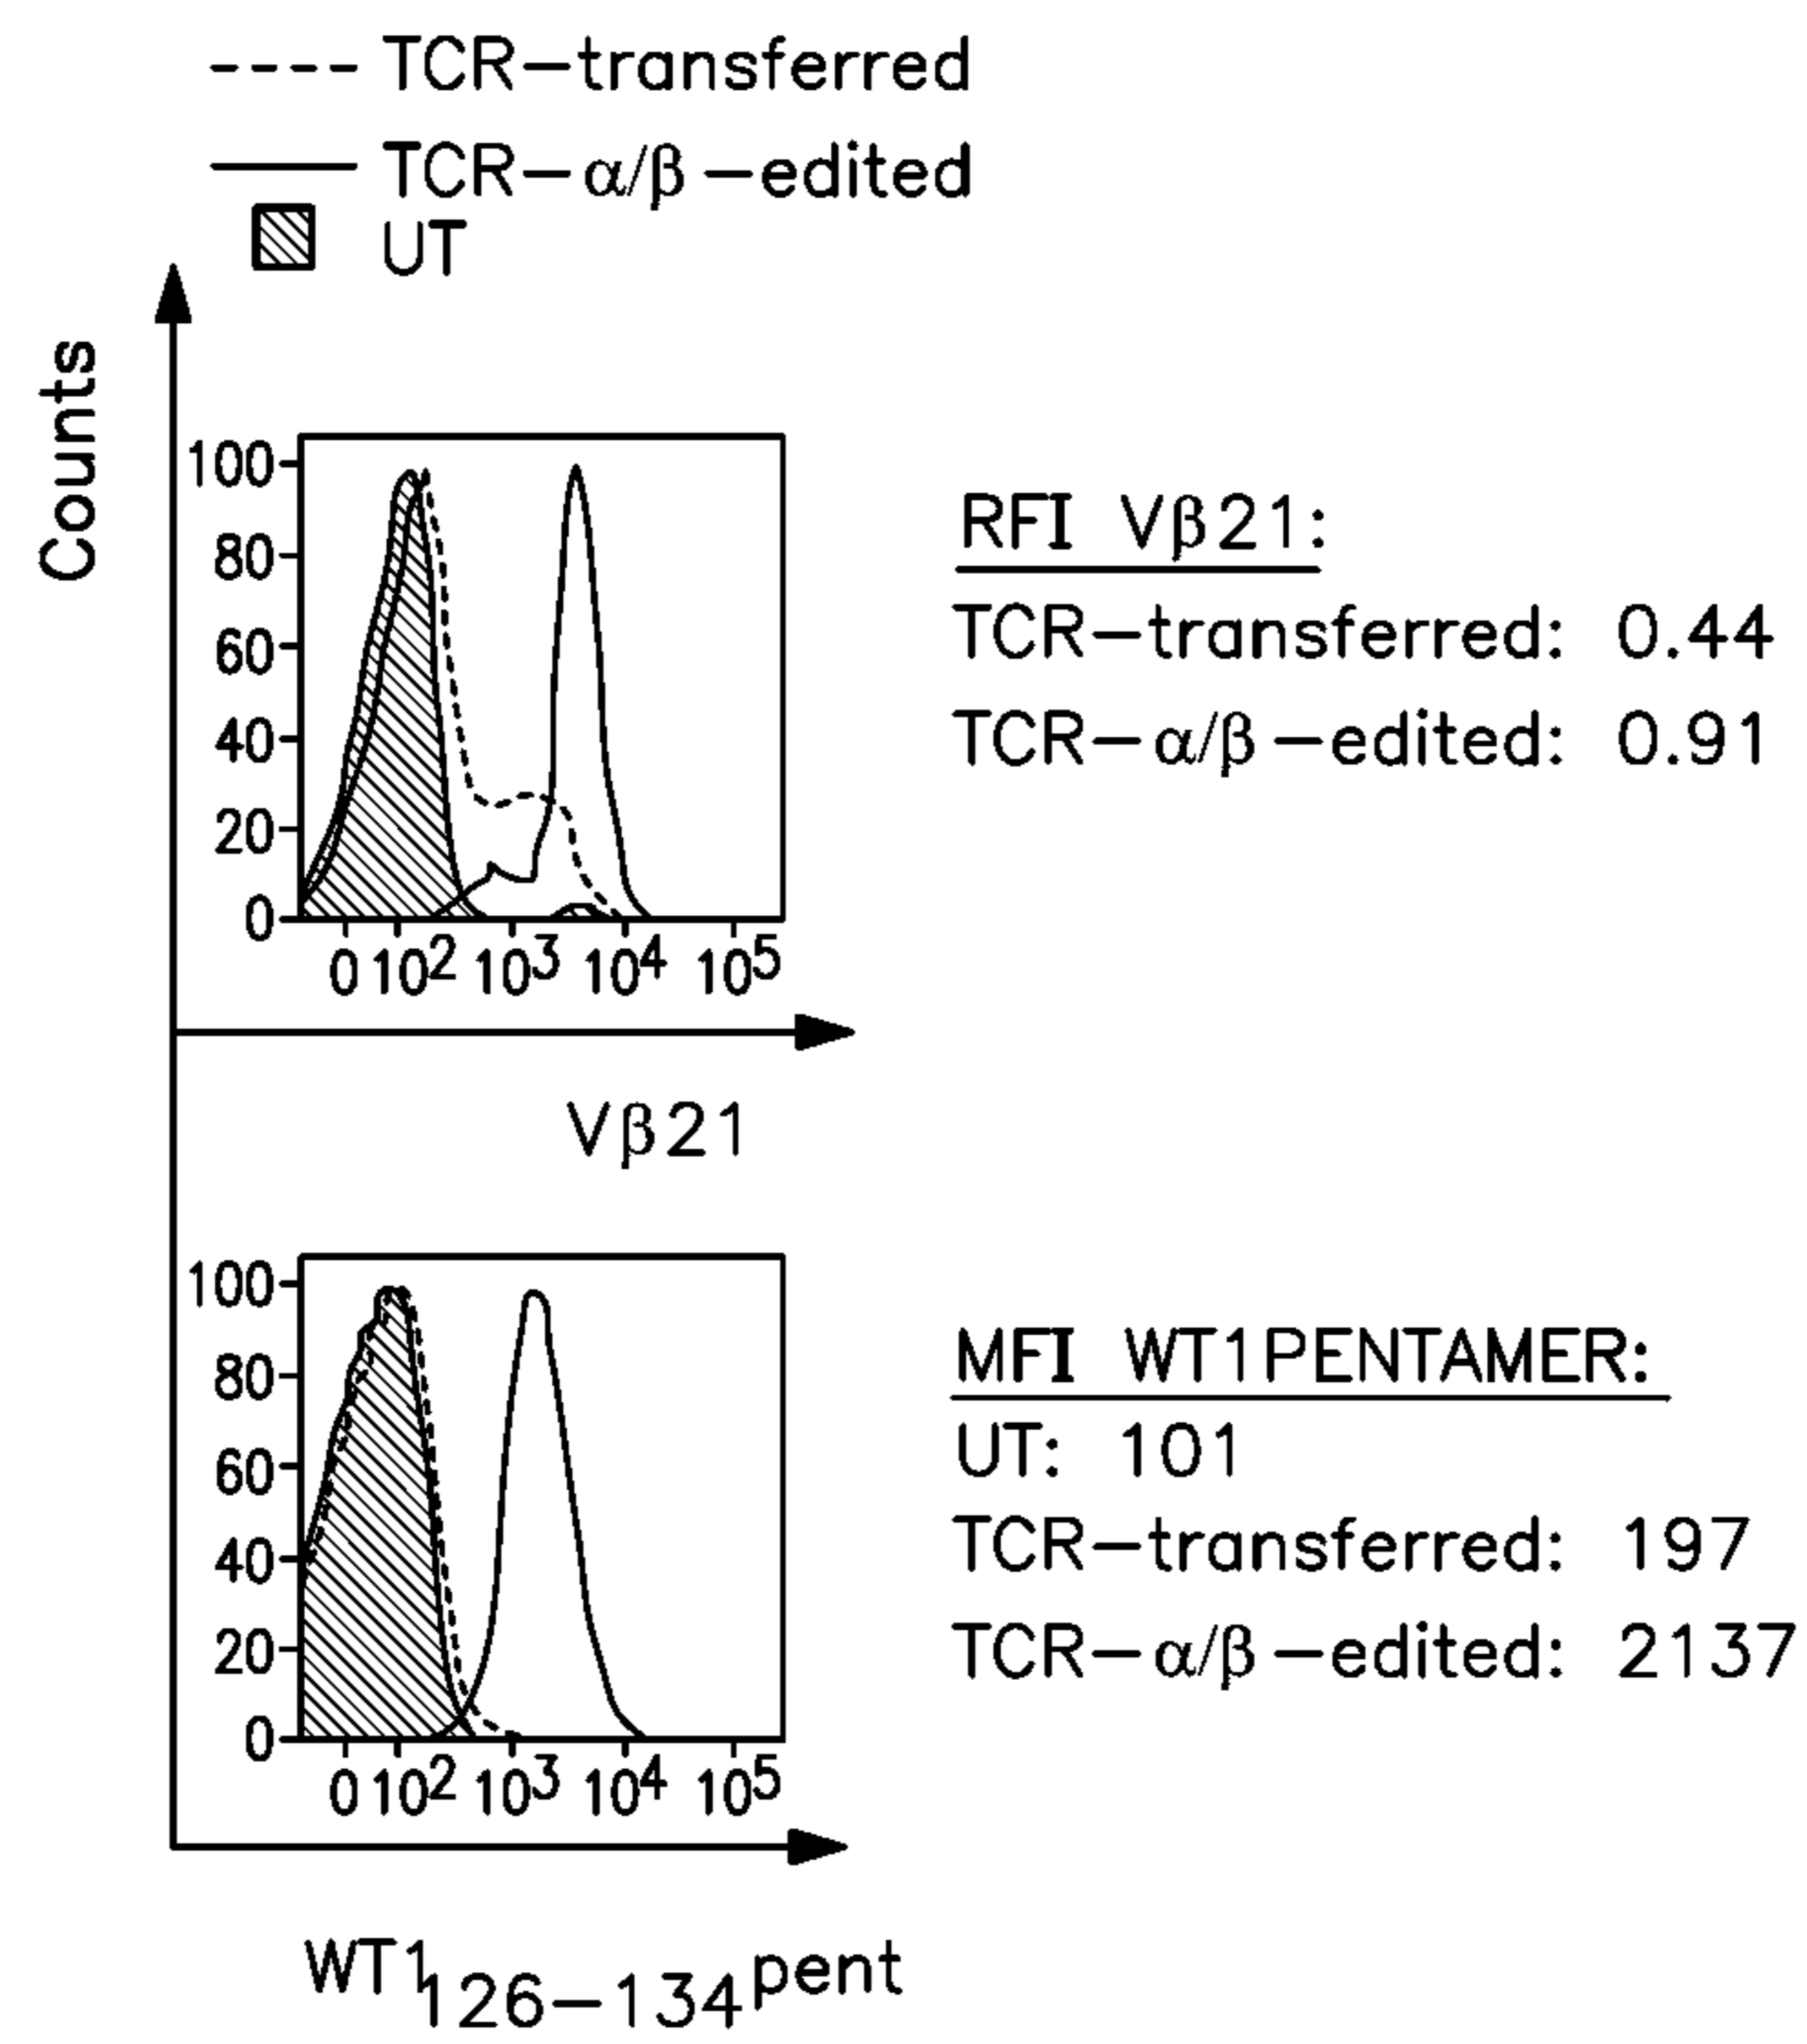 TCR-transferred
TCR-α/β-edited
UT
Counts
100
80
60
40
20
0
0 10² 10³ 10⁴ 10⁵
Vβ21
RFI Vβ21:
TCR-transferred: 0.44
TCR-α/β-edited: 0.91
100
80
60
40
20
0
0 10² 10³ 10⁴ 10⁵
WT1₁₂₆₋₁₃₄pent
MFI WT1PENTAMER:
UT: 101
TCR-transferred: 197
TCR-α/β-edited: 2137